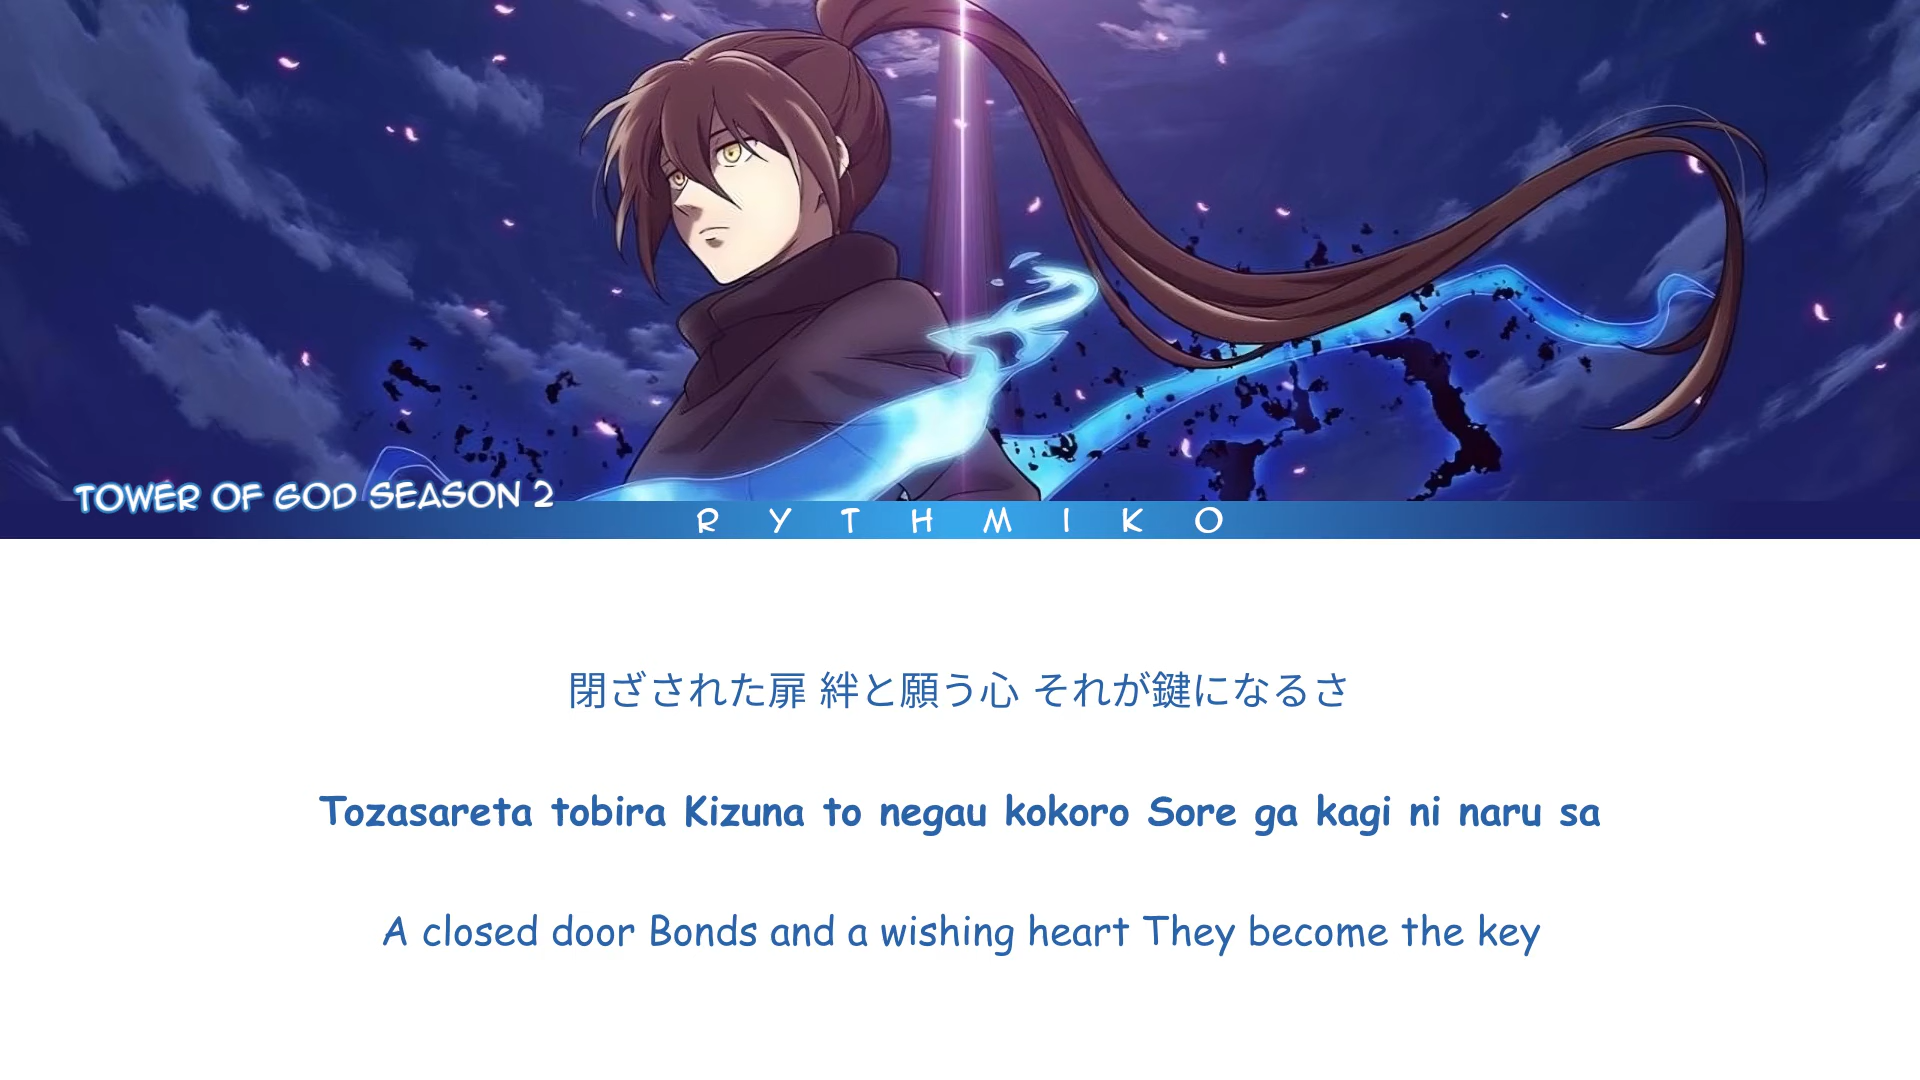 TOWER OF GOD SEASON 2
RYTHMIKO
閉ざされた扉 絆と願う心 それが鍵になるさ
Tozasareta tobira Kizuna to negau kokoro Sore ga kagi ni naru sa
A closed door Bonds and a wishing heart They become the key